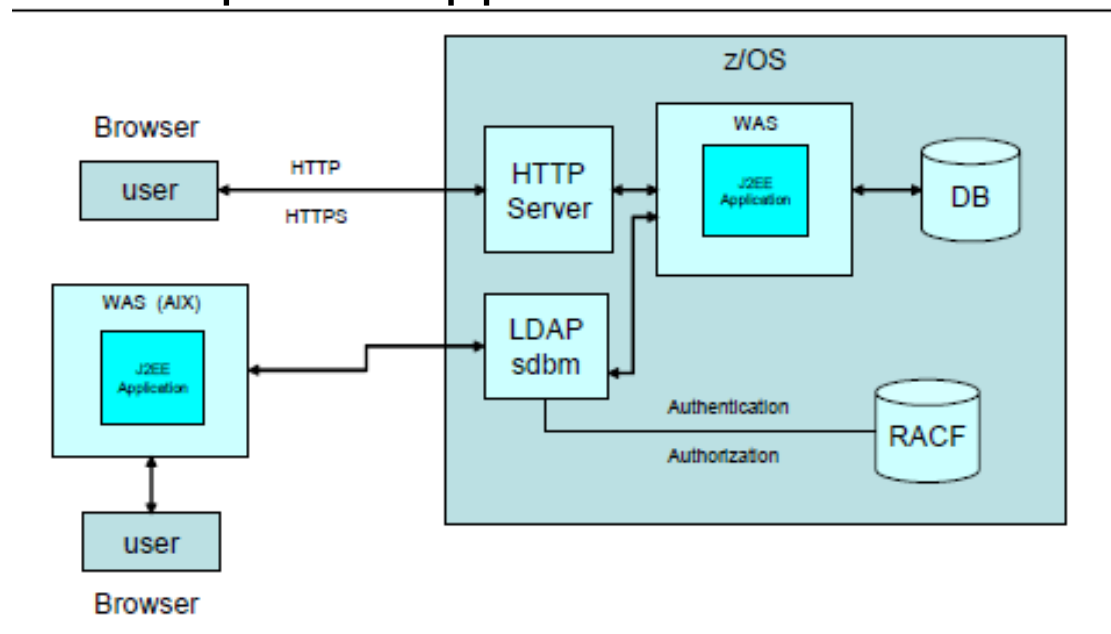 z/OS
Browser
user
HTTP
HTTPS
HTTP
Server
WAS
J2EE
Application
DB
WAS (AIX)
J2EE
Application
LDAP
sdbm
Authentication
Authorization
RACF
user
Browser